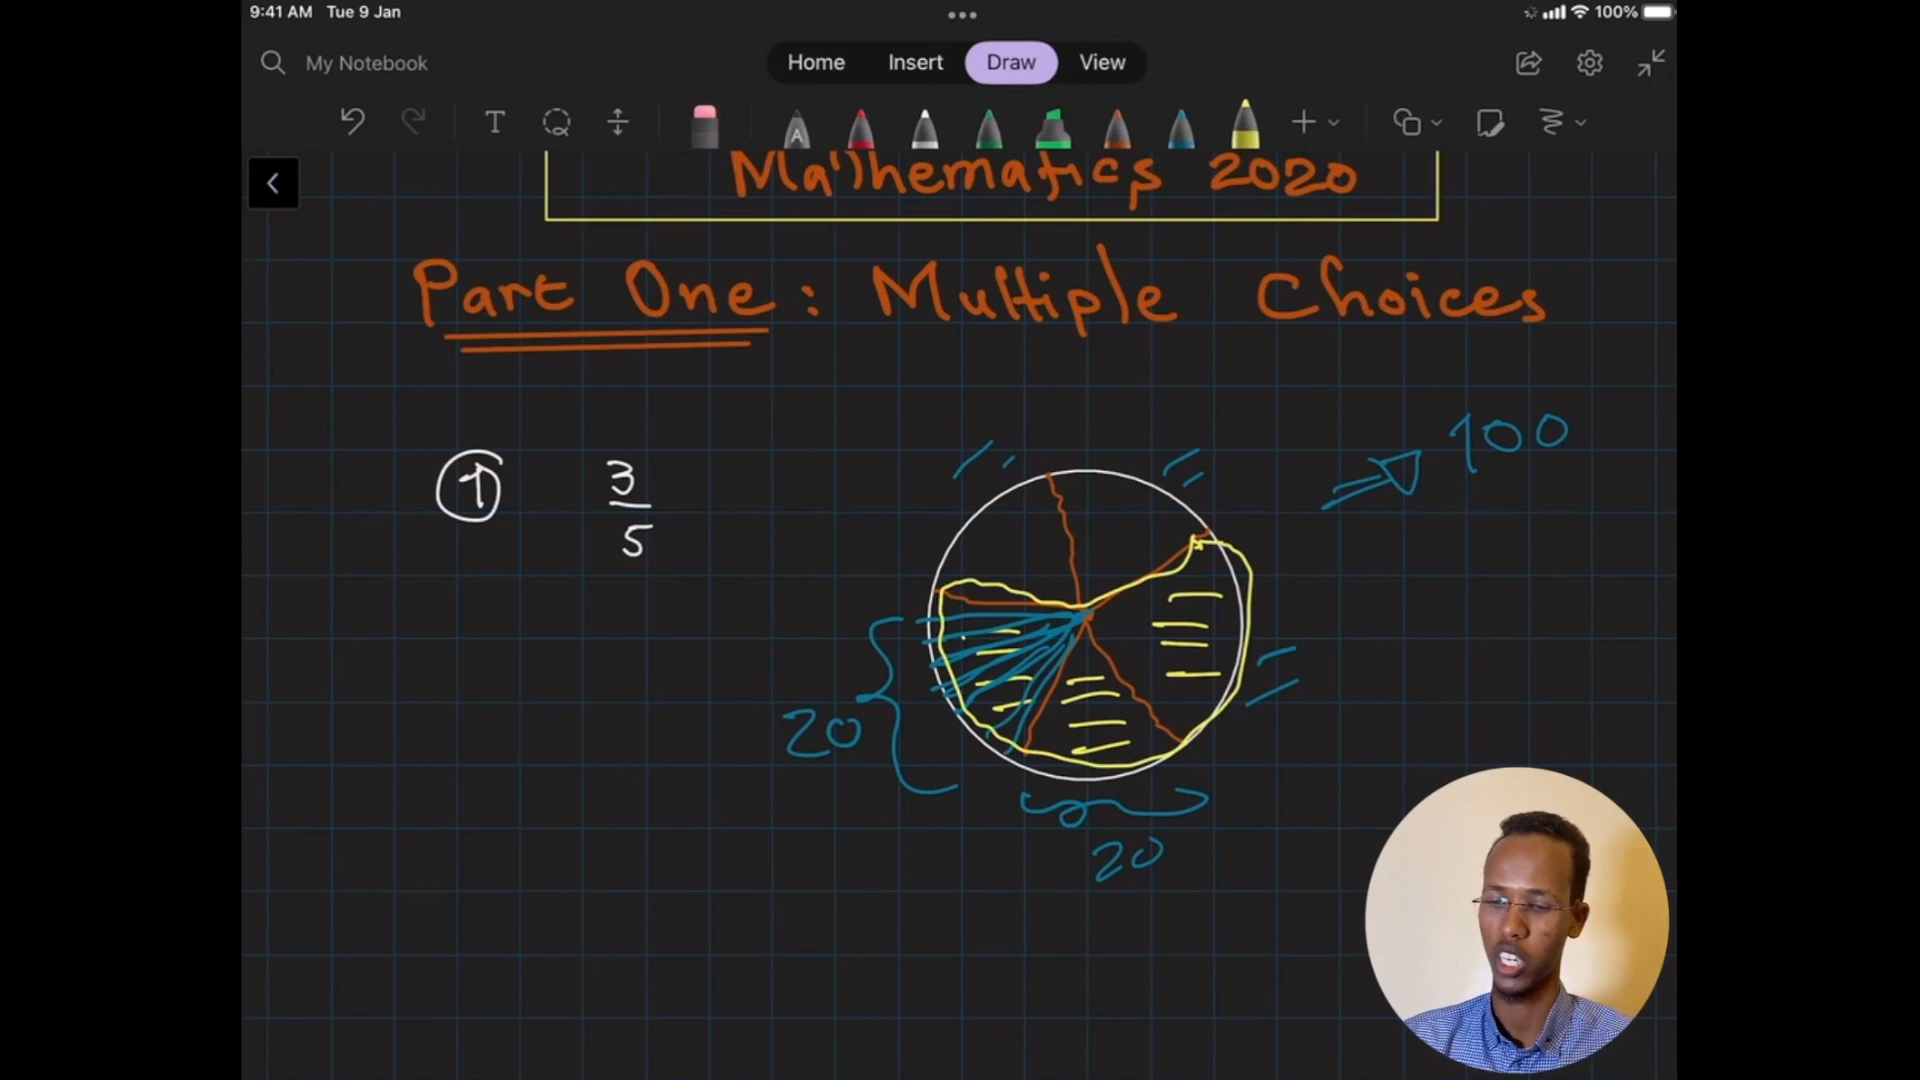 9:41 AM Tue 9 Jan
100%
My Notebook
Home Insert Draw View
T
A
Mathematics 2020
Part One: Multiple Choices
1
3
5
100
20
20